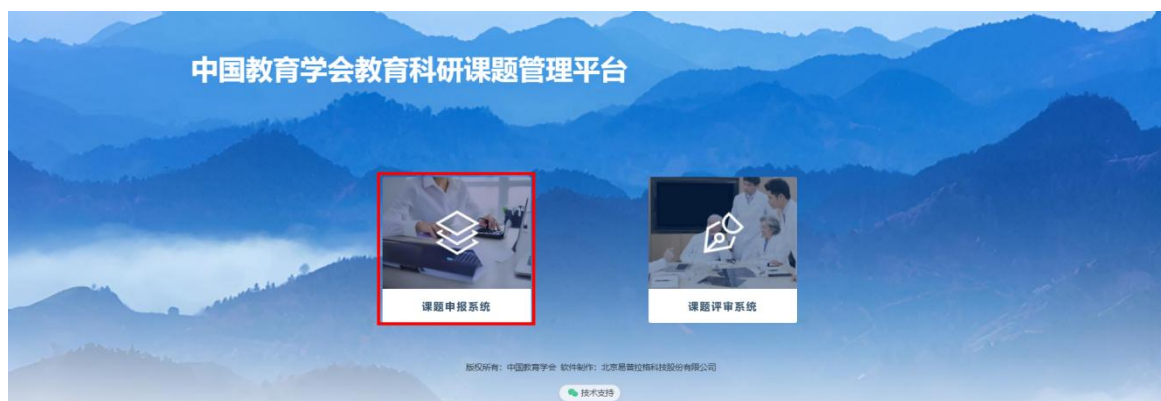 中国教育学会教育科研课题管理平台
课题申报系统
课题评审系统
版权所有：中国教育学会 软件制作：北京易普拉格科技股份有限公司
技术支持